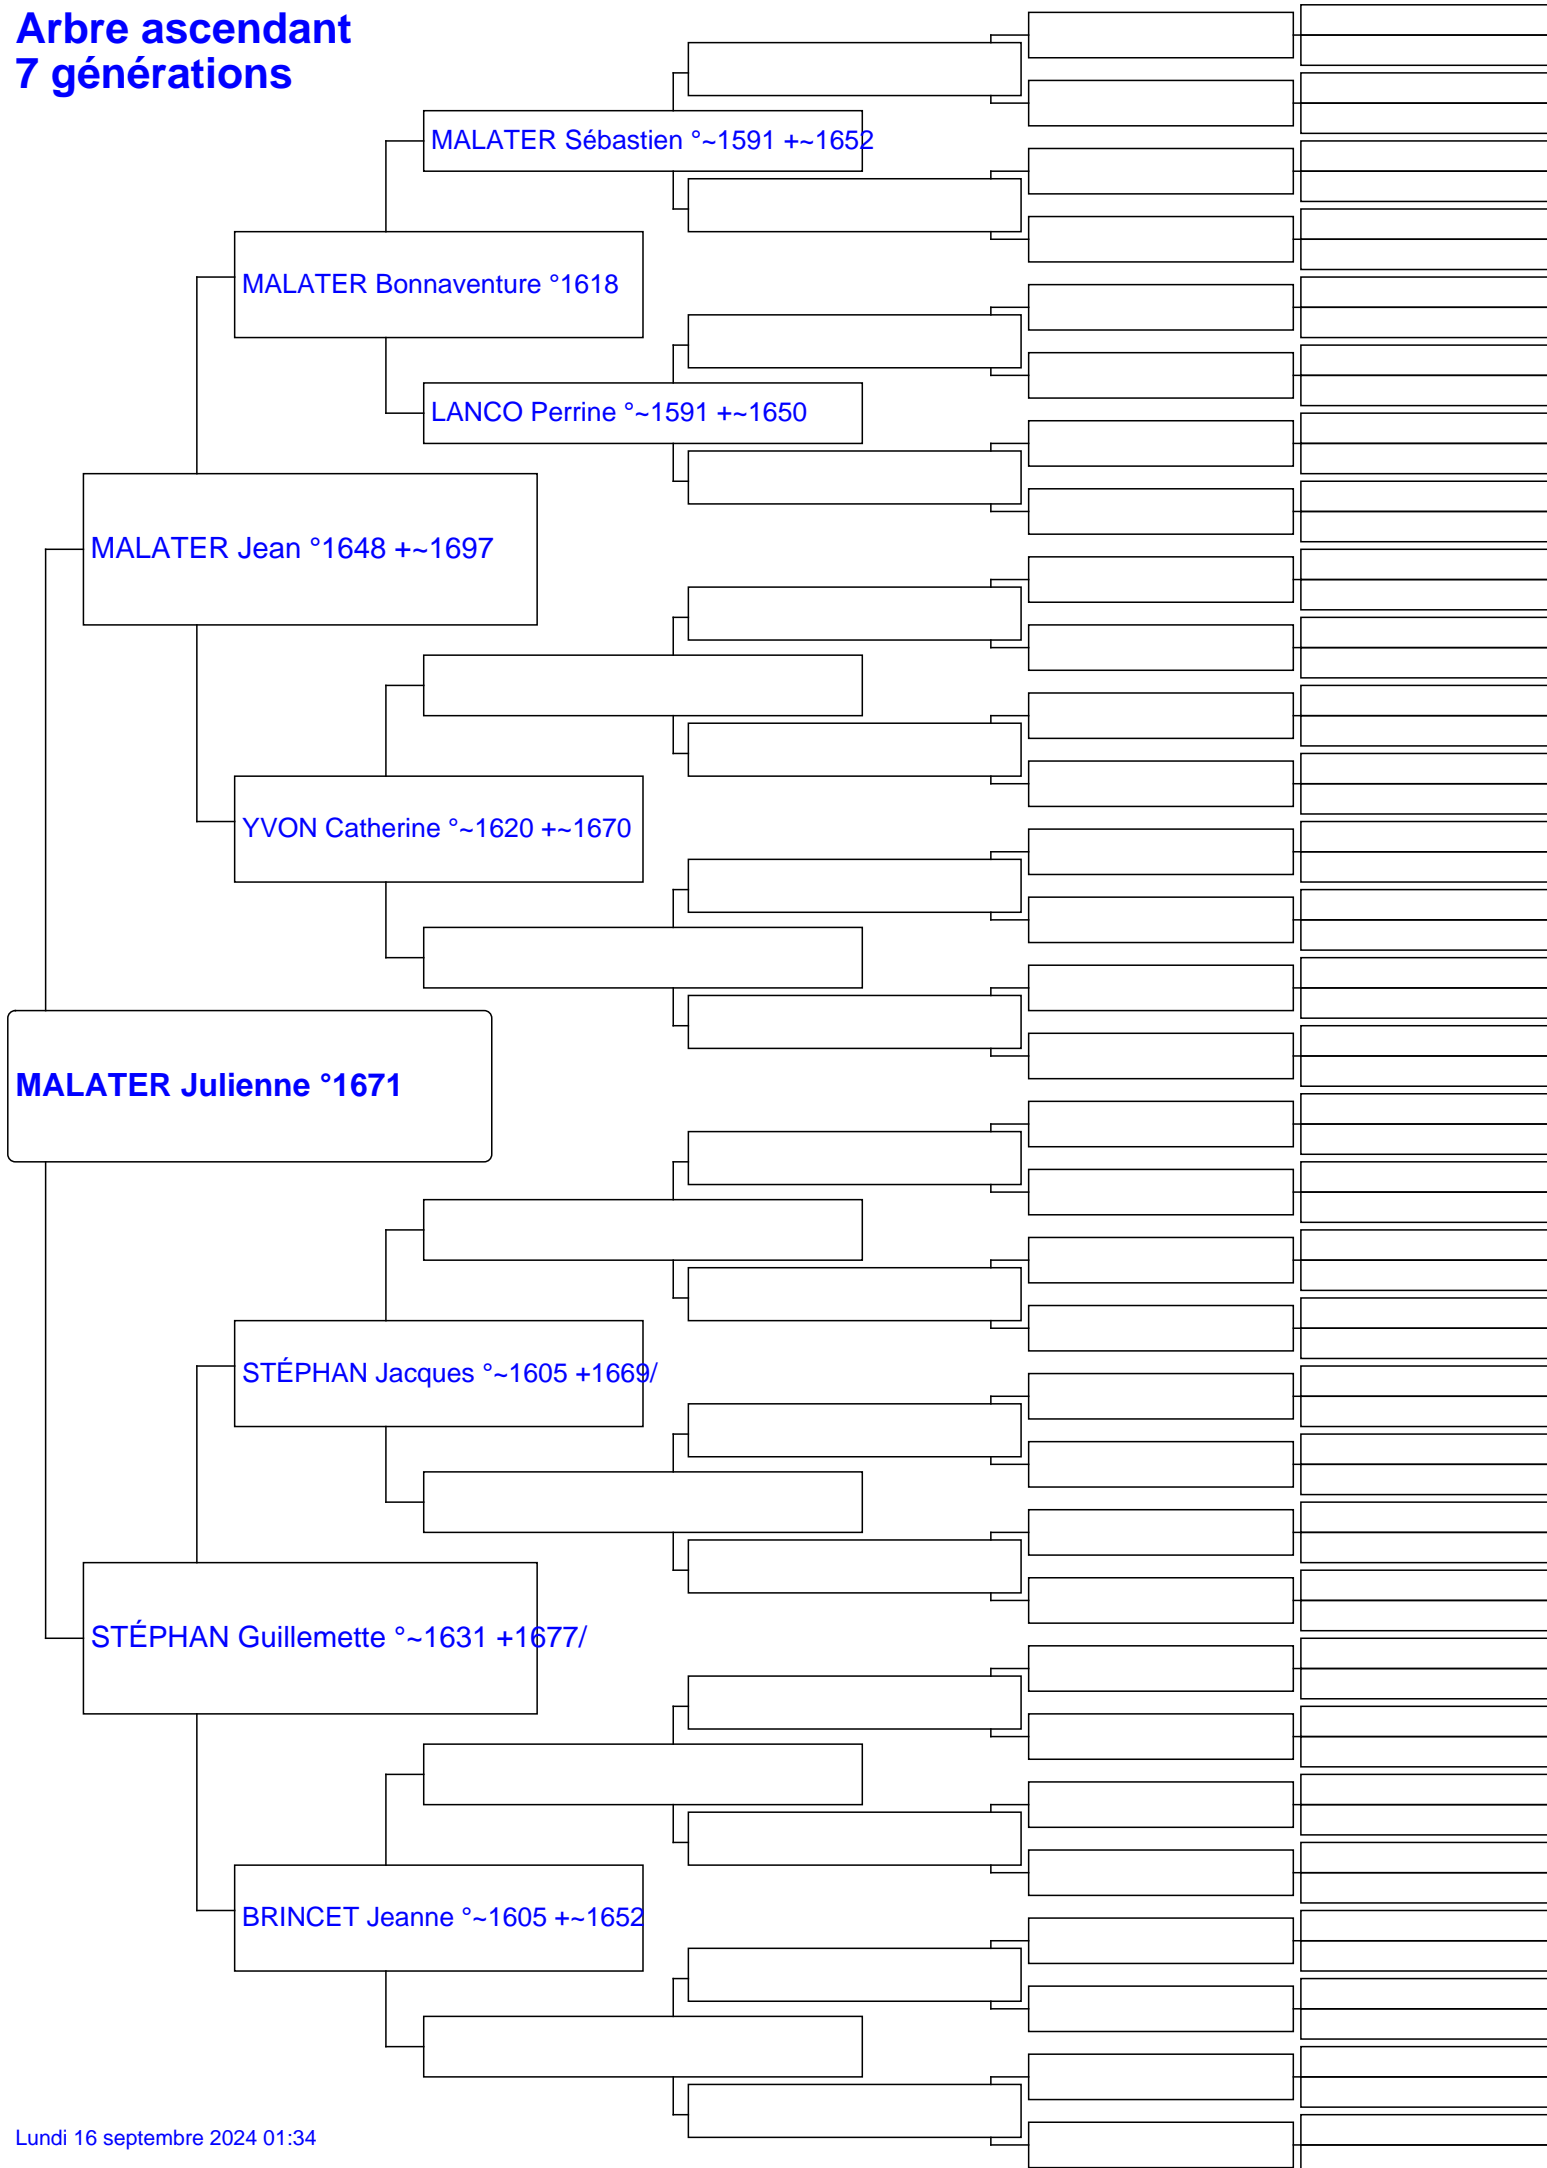 Arbre ascendant
7 générations
MALATER Sébastien °~1591 +~1652
MALATER Bonnaventure °1618
LANCO Perrine °~1591 +~1650
MALATER Jean °1648 +~1697
YVON Catherine °~1620 +~1670
MALATER Julienne °1671
STÉPHAN Jacques °~1605 +1669/
STÉPHAN Guillemette °~1631 +1677/
BRINCET Jeanne °~1605 +~1652
Lundi 16 septembre 2024 01:34